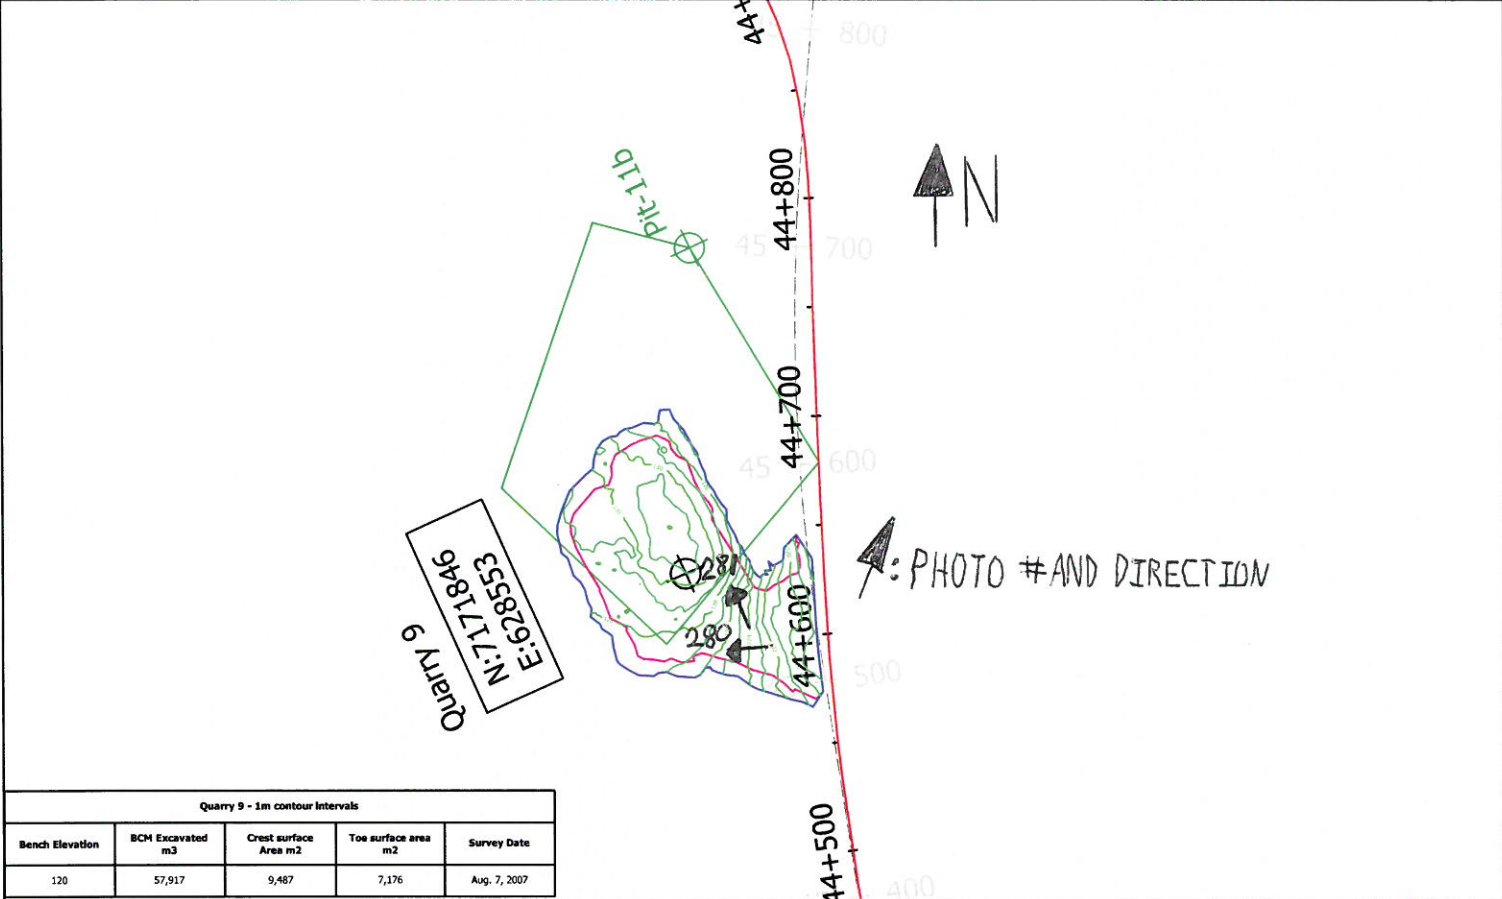 44+
800
Pit-11b
44+800
N
45 700
44+700
45 600
281
: PHOTO # AND DIRECTION
280
44+600
500
Quarry 9
N:7171846
E:628553
44+500
400
Quarry 9 - 1m contour intervals
Bench Elevation
BCM Excavated
m3
Crest surface
Area m2
Toe surface area
m2
Survey Date
120
57,917
9,487
7,176
Aug. 7, 2007